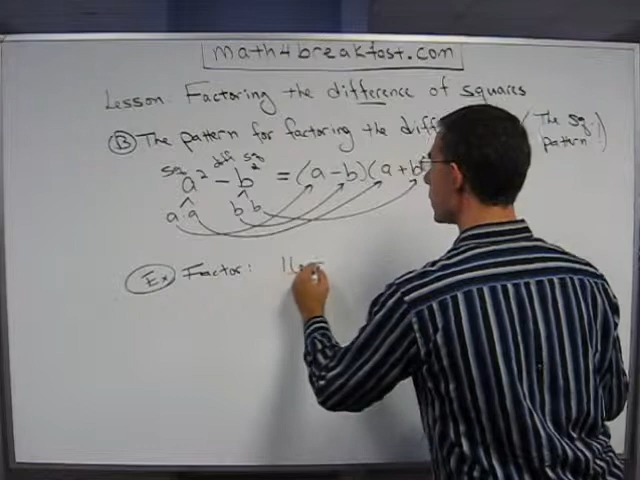 math4breakfast.com
Lesson: Factoring the difference of squares
B The pattern for factoring the diff (The sq. pattern!)
sq diff sq
a² - b² = (a - b)(a + b)
a · a b b
Ex Factor: 16